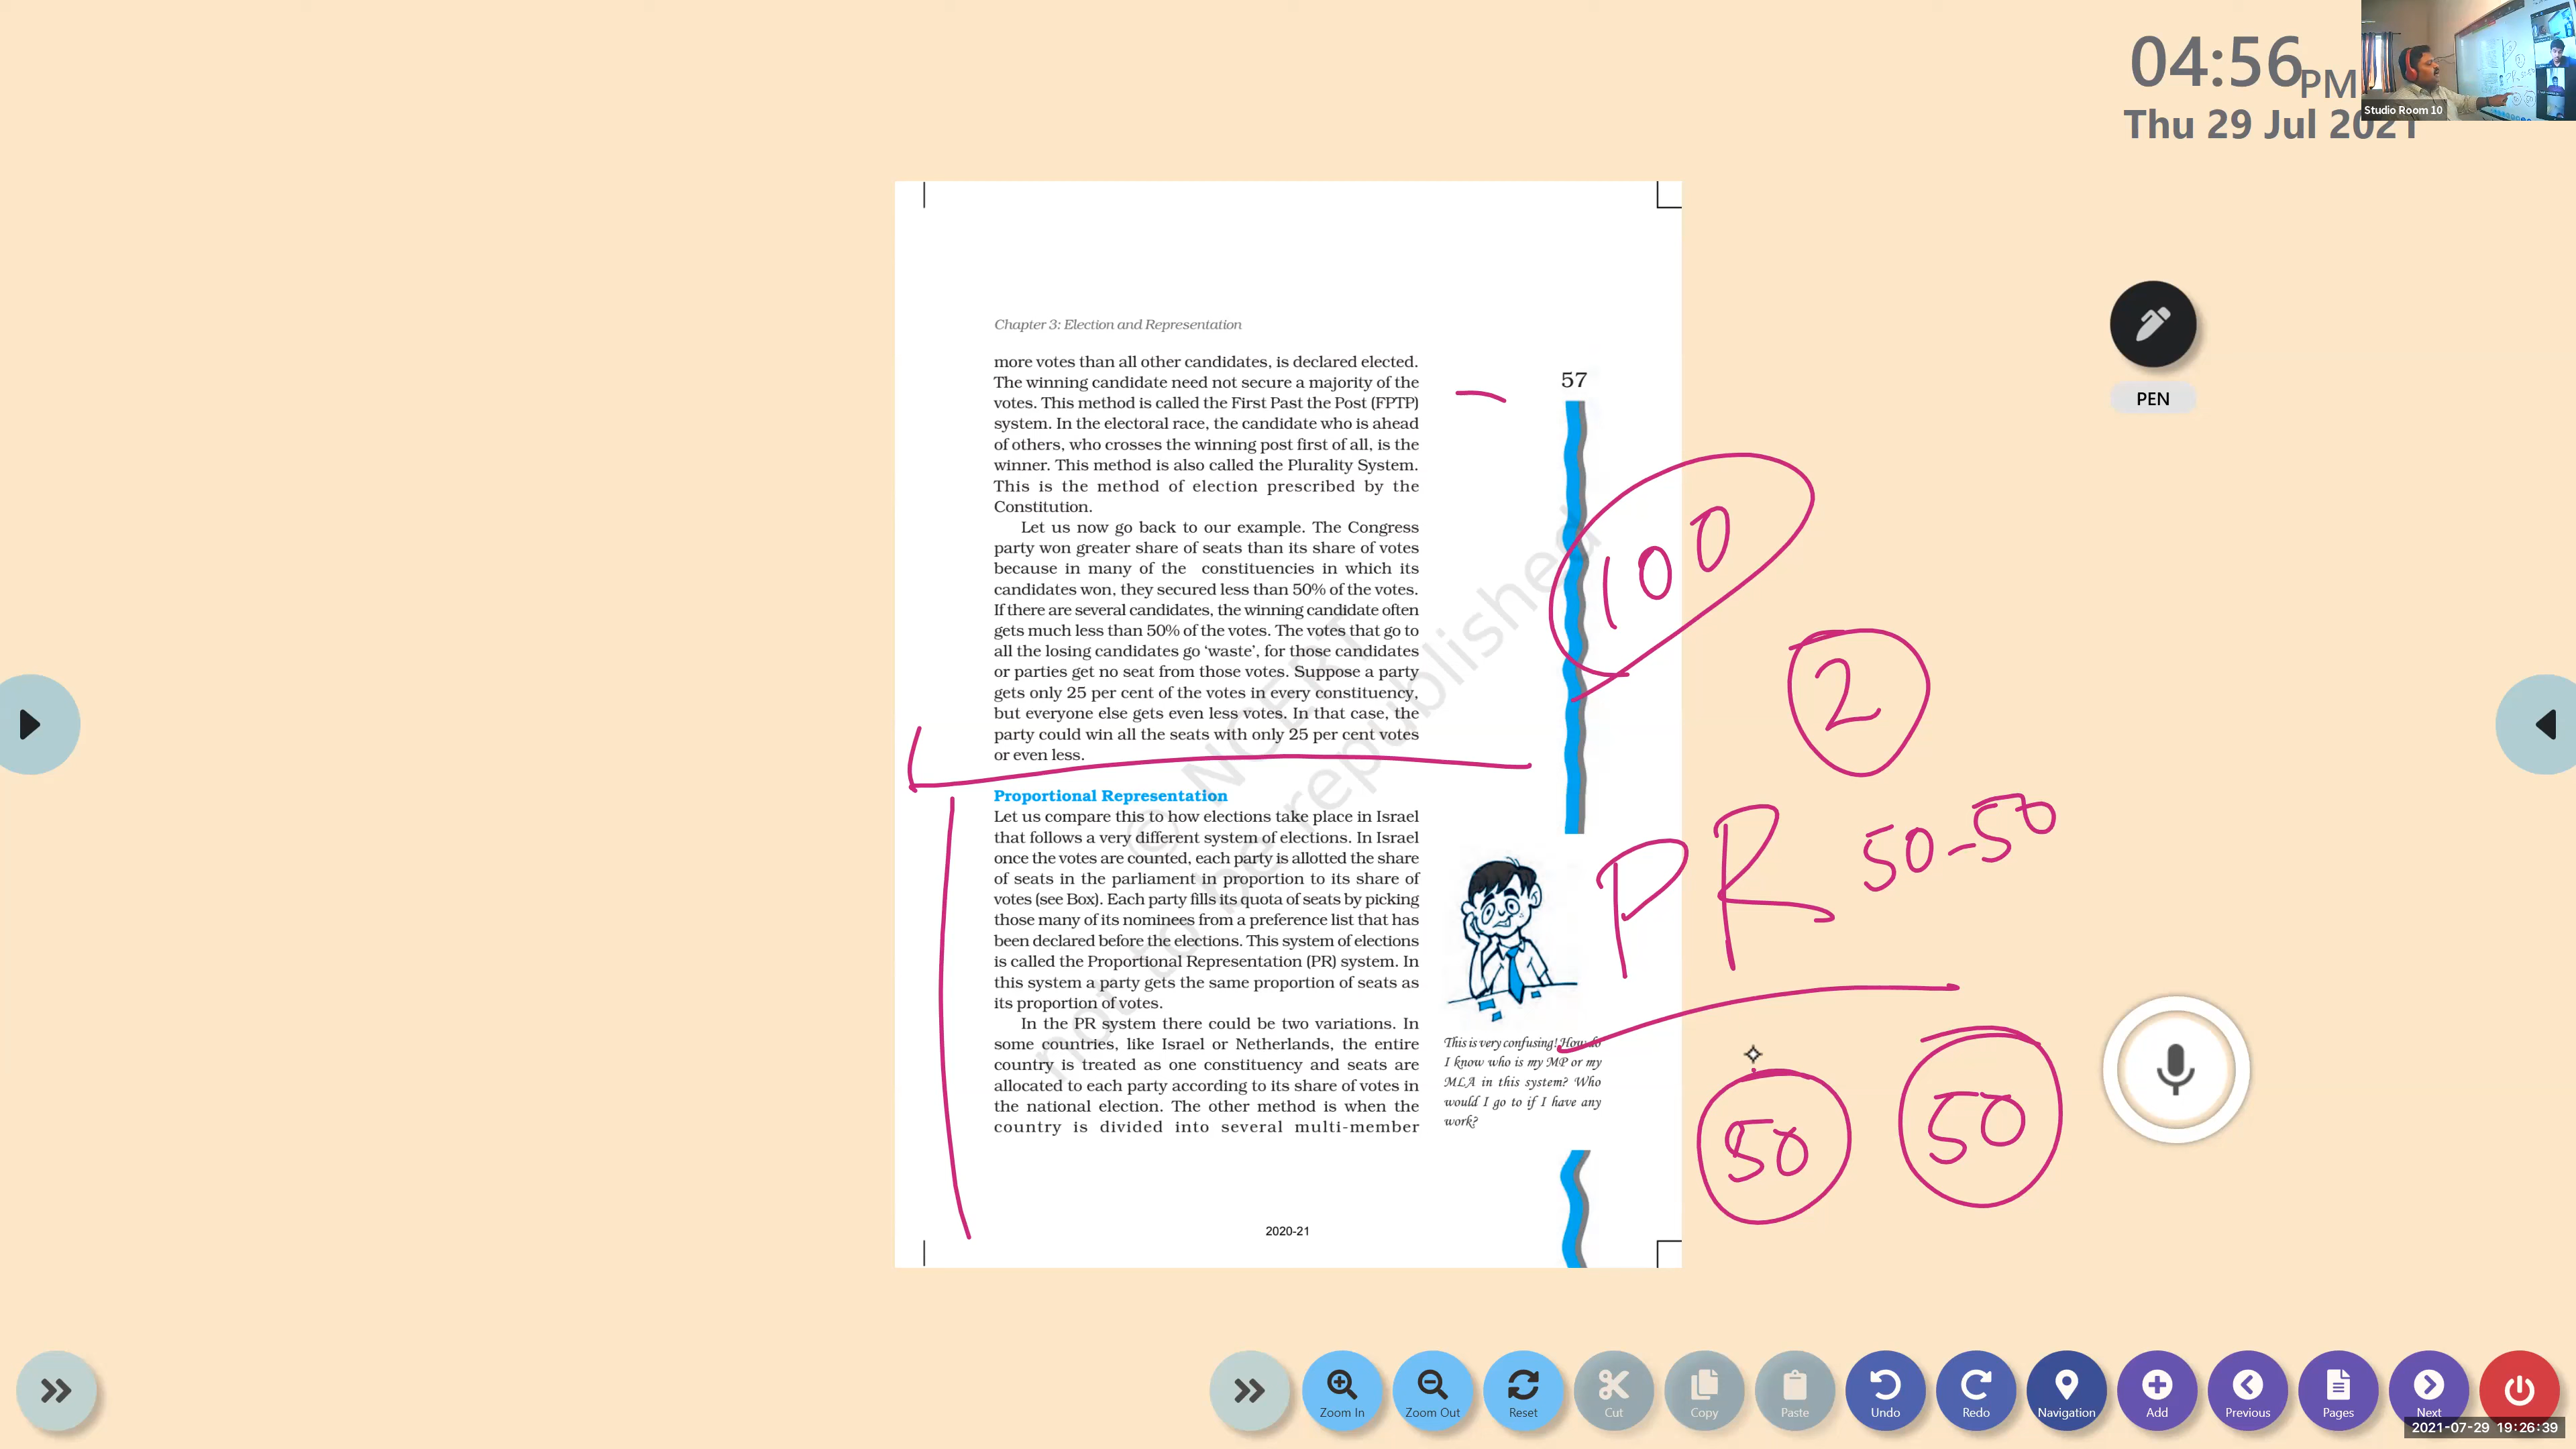 04:56 PM
Thu 29 Jul 2021
Studio Room 10
PEN
Chapter 3: Election and Representation
57
more votes than all other candidates, is declared elected.
The winning candidate need not secure a majority of the
votes. This method is called the First Past the Post (FPTP)
system. In the electoral race, the candidate who is ahead
of others, who crosses the winning post first of all, is the
winner. This method is also called the Plurality System.
This is the method of election prescribed by the
Constitution.
Let us now go back to our example. The Congress
party won greater share of seats than its share of votes
because in many of the constituencies in which its
candidates won, they secured less than 50% of the votes.
If there are several candidates, the winning candidate often
gets much less than 50% of the votes. The votes that go to
all the losing candidates go ‘waste’, for those candidates
or parties get no seat from those votes. Suppose a party
gets only 25 per cent of the votes in every constituency,
but everyone else gets even less votes. In that case, the
party could win all the seats with only 25 per cent votes
or even less.
Proportional Representation
Let us compare this to how elections take place in Israel
that follows a very different system of elections. In Israel
once the votes are counted, each party is allotted the share
of seats in the parliament in proportion to its share of
votes (see Box). Each party fills its quota of seats by picking
those many of its nominees from a preference list that has
been declared before the elections. This system of elections
is called the Proportional Representation (PR) system. In
this system a party gets the same proportion of seats as
its proportion of votes.
In the PR system there could be two variations. In
some countries, like Israel or Netherlands, the entire
country is treated as one constituency and seats are
allocated to each party according to its share of votes in
the national election. The other method is when the
country is divided into several multi-member
© NCERT
not to be republished
100
2
PR 50-50
50 50
This is very confusing! How do
I know who is my MP or my
MLA in this system? Who
would I go to if I have any
work?
2020-21
Zoom In
Zoom Out
Reset
Cut
Copy
Paste
Undo
Redo
Navigation
Add
Previous
Pages
Next
2021-07-29 19:26:39